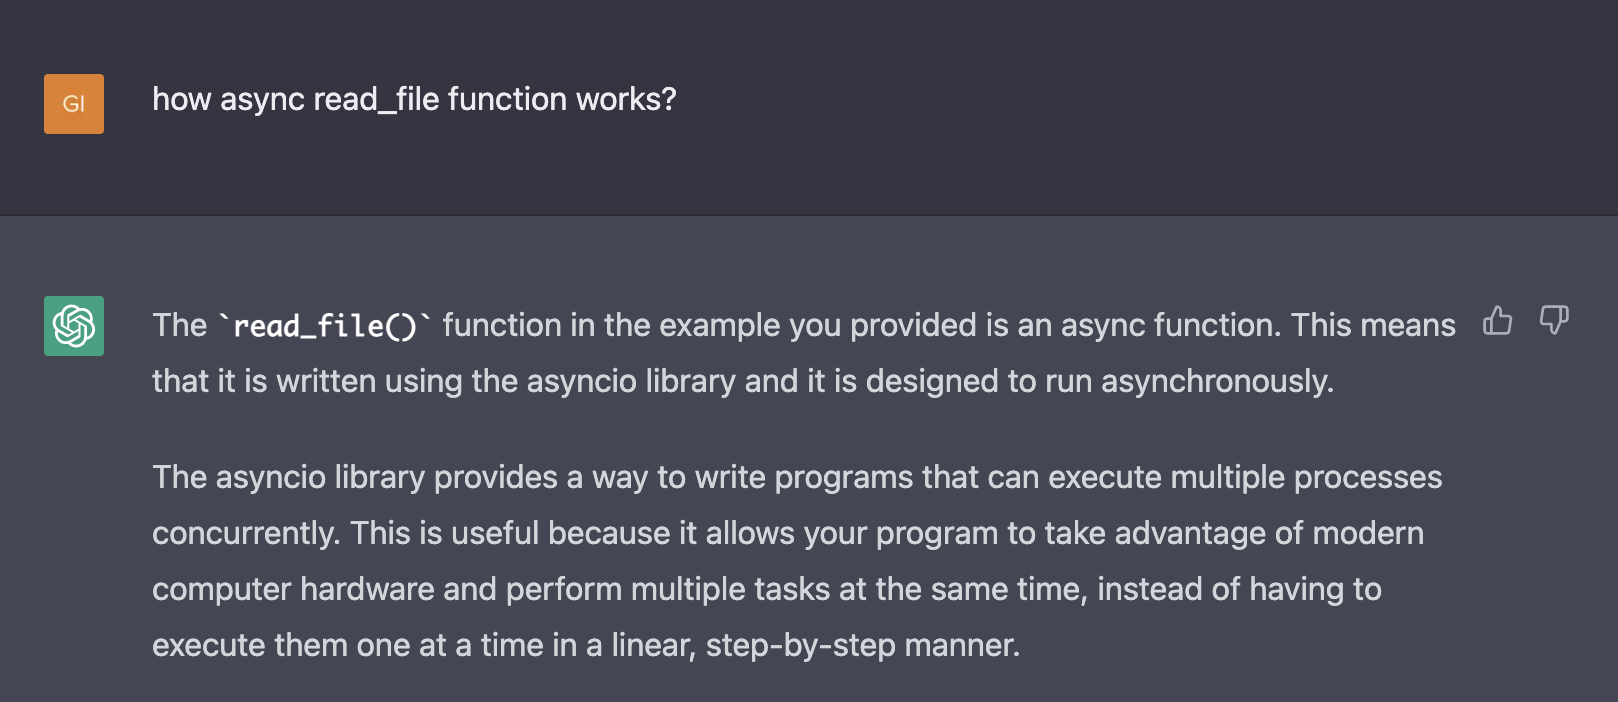 GI
how async read_file function works?
The `read_file()` function in the example you provided is an async function. This means
that it is written using the asyncio library and it is designed to run asynchronously.
The asyncio library provides a way to write programs that can execute multiple processes
concurrently. This is useful because it allows your program to take advantage of modern
computer hardware and perform multiple tasks at the same time, instead of having to
execute them one at a time in a linear, step-by-step manner.